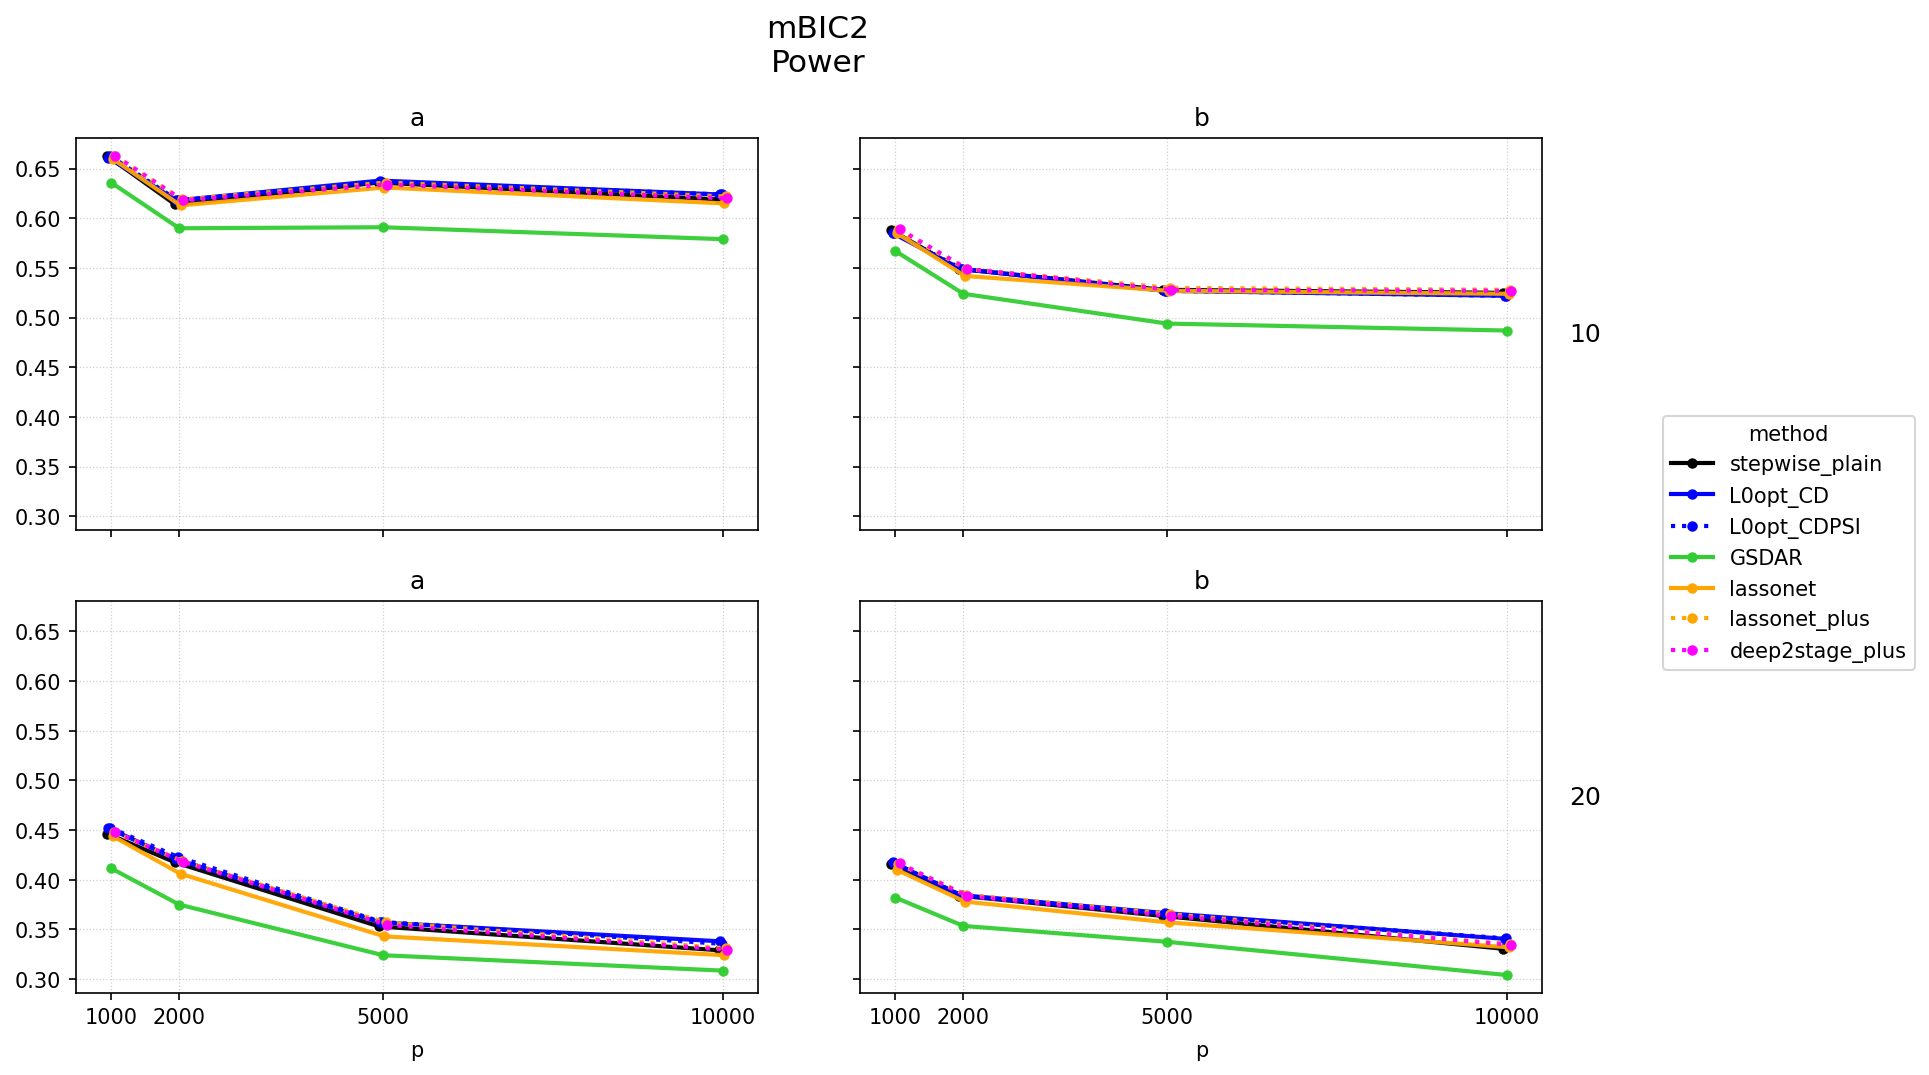 mBIC2
Power
a
b
0.65
0.60
0.55
0.50
0.45
0.40
0.35
0.30
10
a
b
0.65
0.60
0.55
0.50
0.45
0.40
0.35
0.30
20
1000 2000 5000 10000
1000 2000 5000 10000
p
p
method
stepwise_plain
L0opt_CD
L0opt_CDPSI
GSDAR
lassonet
lassonet_plus
deep2stage_plus